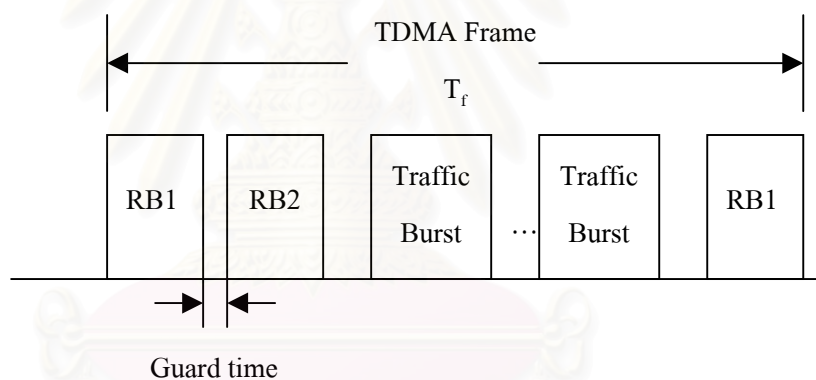 TDMA Frame
T_f
RB1
RB2
Traffic
Burst
...
Traffic
Burst
RB1
Guard time